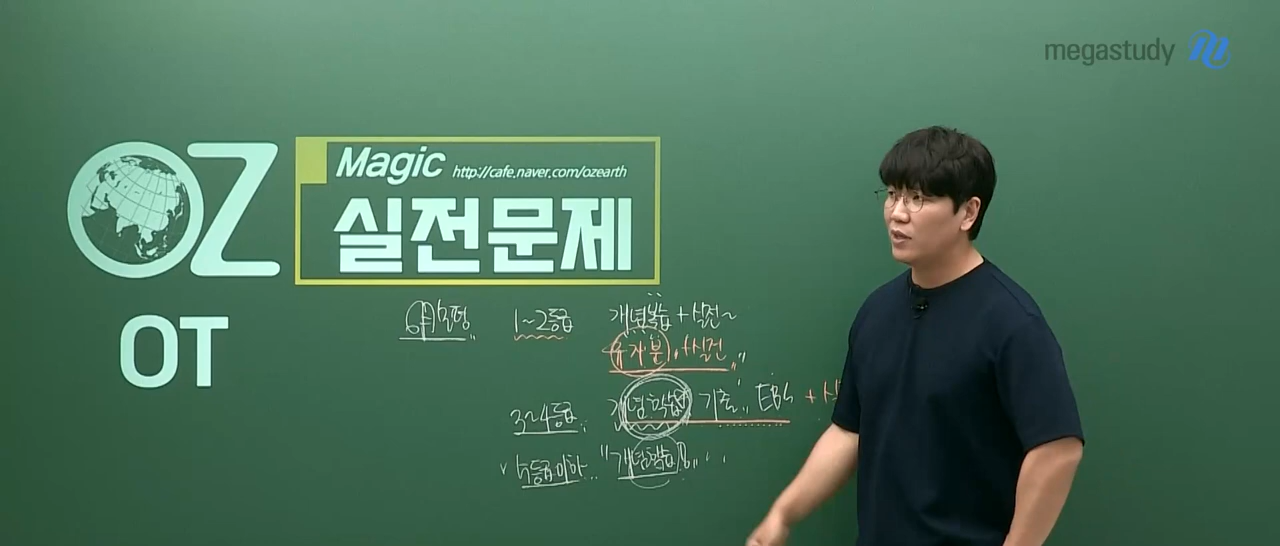 megastudy
OZ
Magic http://cafe.naver.com/ozearth
실전문제
OT
6月모평 1~2등급 개념복습 + 실전~
유자분, +실전
3~4등급 개념학습 기출, EBS +
5등급이하... "개념학습"